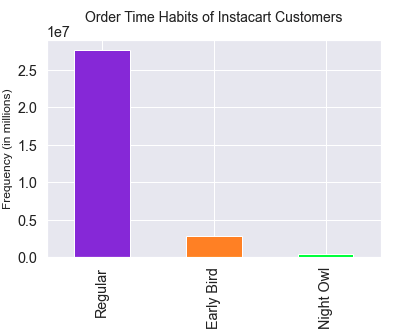 Order Time Habits of Instacart Customers
1e7
Frequency (in millions)
2.5
2.0
1.5
1.0
0.5
0.0
Regular
Early Bird
Night Owl